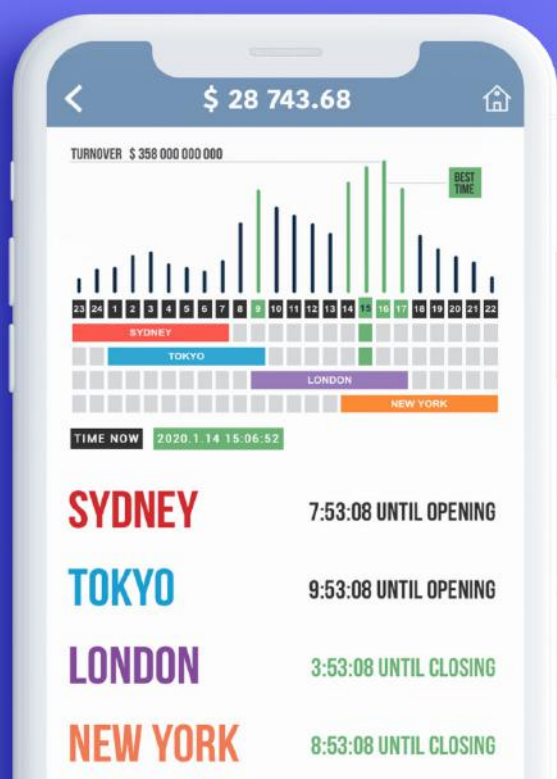 $ 28 743.68
TURNOVER $ 358 000 000 000
BEST
TIME
23 24 1 2 3 4 5 6 7 8 9 10 11 12 13 14 15 16 17 18 19 20 21 22
SYDNEY
TOKYO
LONDON
NEW YORK
TIME NOW 2020.1.14 15:06:52
SYDNEY 7:53:08 UNTIL OPENING
TOKYO 9:53:08 UNTIL OPENING
LONDON 3:53:08 UNTIL CLOSING
NEW YORK 8:53:08 UNTIL CLOSING